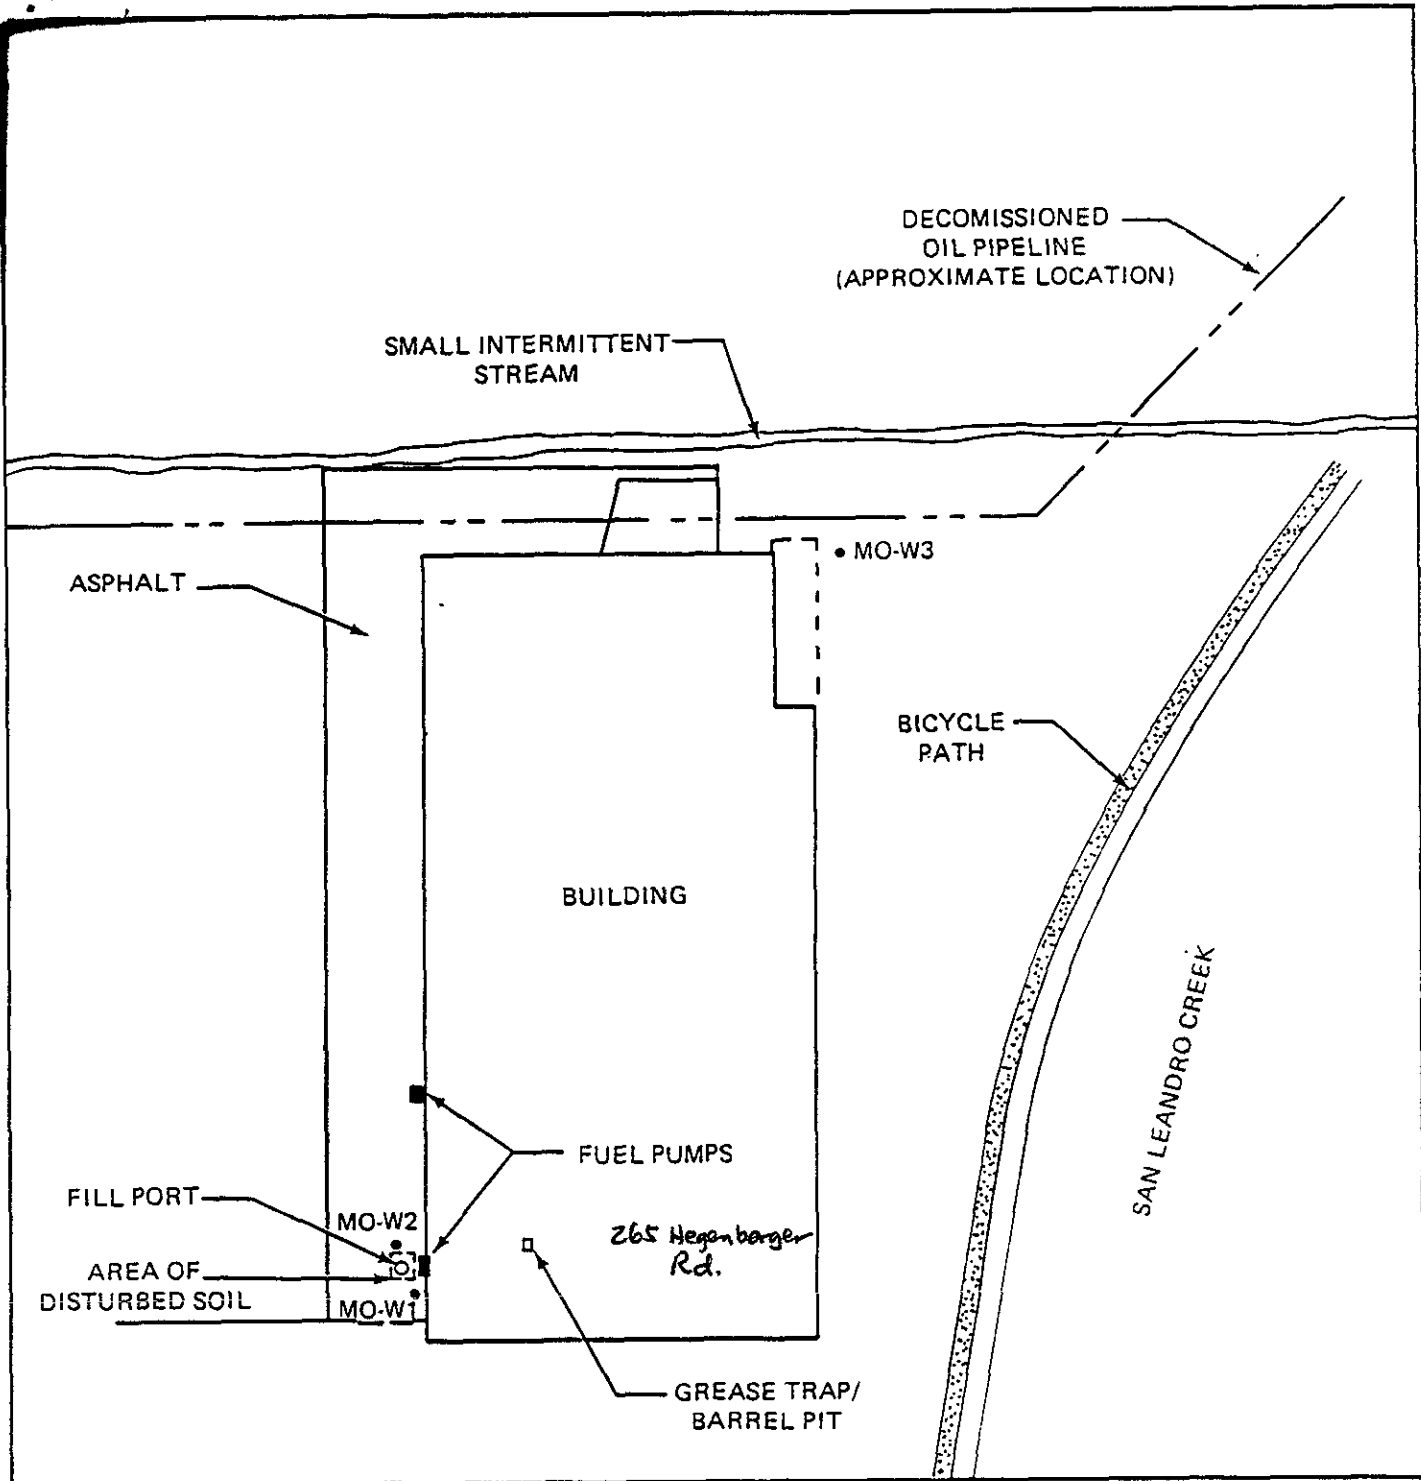 DECOMISSIONED
OIL PIPELINE
(APPROXIMATE LOCATION)
SMALL INTERMITTENT
STREAM
MO-W3
ASPHALT
BICYCLE
PATH
BUILDING
SAN LEANDRO CREEK
FUEL PUMPS
FILL PORT
MO-W2
265 Hegenberger
Rd.
AREA OF
DISTURBED SOIL
MO-W1
GREASE TRAP/
BARREL PIT